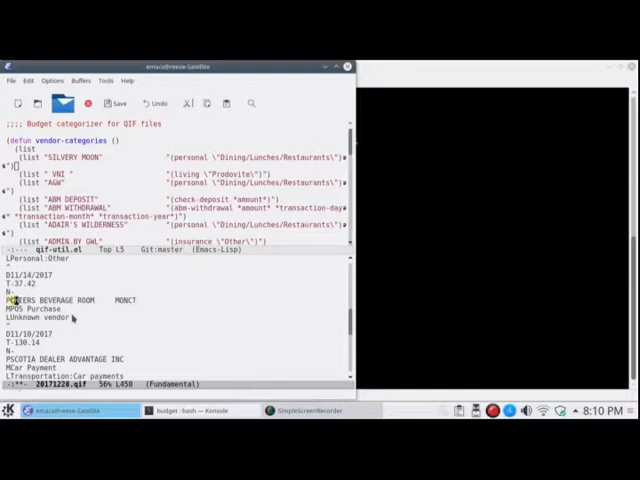 emacs@reeze-Satellite
File Edit Options Buffers Tools Help
Save Undo
;;;; Budget categorizer for QIF files
(defun vendor-categories ()
(list
(list "SILVERY MOON" "(personal \"Dining/Lunches/Restaurants\")
")
(list " VNI " "(living \"Prodovite\")")
(list "A&W" "(personal \"Dining/Lunches/Restaurants\")
")
(list "ABM DEPOSIT" "(check-deposit *amount*)")
(list "ABM WITHDRAWAL" "(abm-withdrawal *amount* *transaction-day
* *transaction-month* *transaction-year*)")
(list "ADAIR'S WILDERNESS" "(personal \"Dining/Lunches/Restaurants\")
")
(list "ADMIN.BY GWL" "(insurance \"Other\")")
-:--- qif-util.el Top L5 Git:master (Emacs-Lisp)
LPersonal:Other
^
D11/14/2017
T-37.42
N-
BEVERAGE ROOM MONCT
MPOS Purchase
LUnknown vendor
^
D11/10/2017
T-130.14
N-
PSCOTIA DEALER ADVANTAGE INC
MCar Payment
LTransportation:Car payments
-:**- 20171228.qif 56% L450 (Fundamental)
emacs@reeze-Satellite
budget : bash — Konsole
SimpleScreenRecorder
8:10 PM